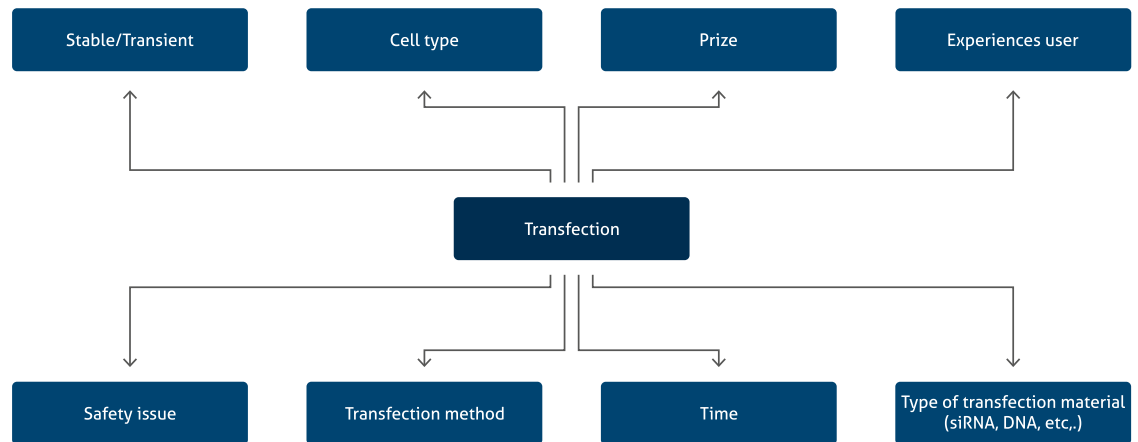 Stable/Transient
Cell type
Prize
Experiences user
Transfection
Safety issue
Transfection method
Time
Type of transfection material
(siRNA, DNA, etc,.)